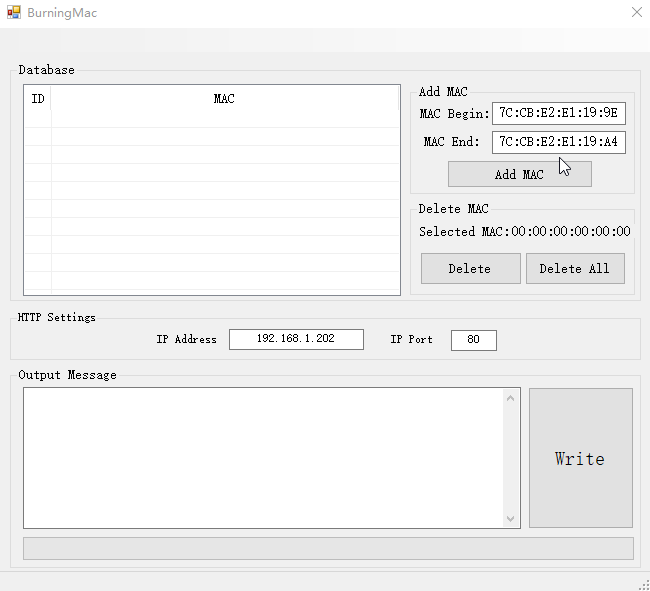 BurningMac
Database
ID MAC
Add MAC
MAC Begin: 7C:CB:E2:E1:19:9E
MAC End: 7C:CB:E2:E1:19:A4
Add MAC
Delete MAC
Selected MAC:00:00:00:00:00:00
Delete Delete All
HTTP Settings
IP Address 192.168.1.202 IP Port 80
Output Message
Write